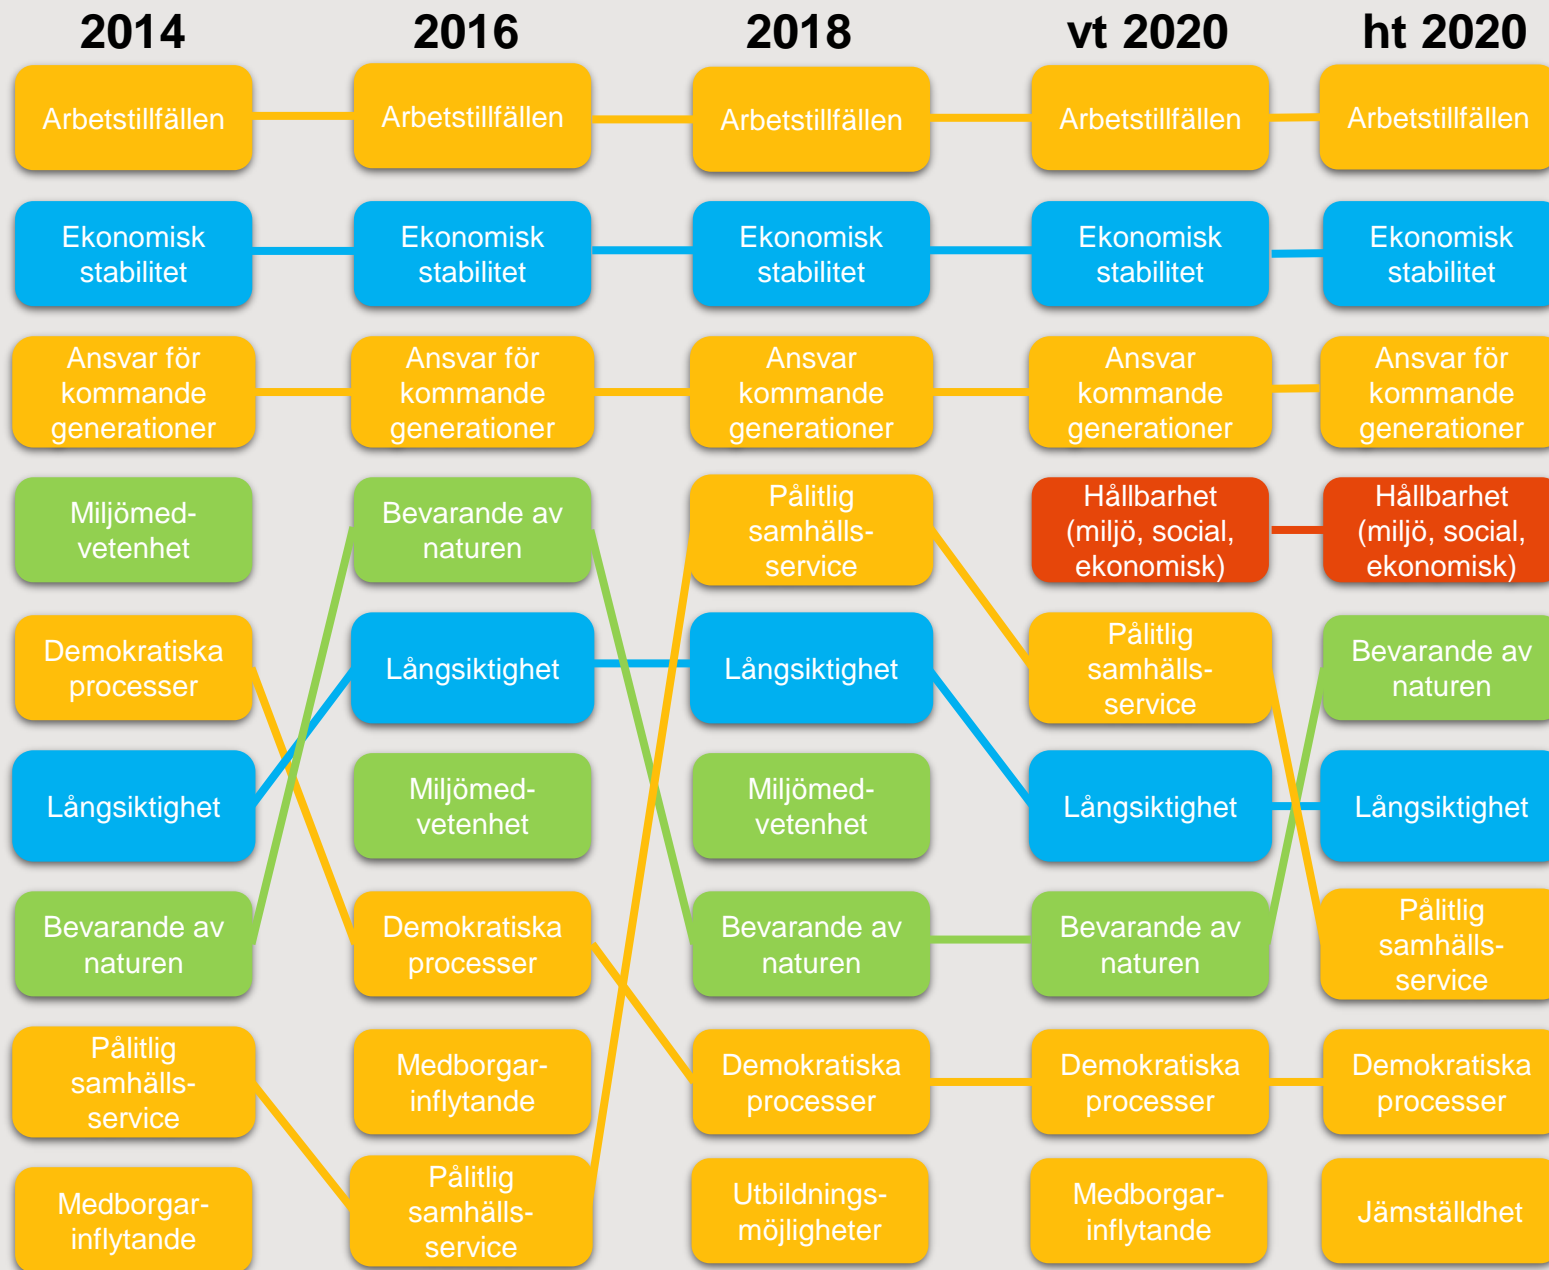 2014
2016
2018
vt 2020
ht 2020
Arbetstillfällen
Arbetstillfällen
Arbetstillfällen
Arbetstillfällen
Arbetstillfällen
Ekonomisk
stabilitet
Ekonomisk
stabilitet
Ekonomisk
stabilitet
Ekonomisk
stabilitet
Ekonomisk
stabilitet
Ansvar för
kommande
generationer
Ansvar för
kommande
generationer
Ansvar
kommande
generationer
Ansvar
kommande
generationer
Ansvar för
kommande
generationer
Miljömed-
vetenhet
Bevarande av
naturen
Pålitlig
samhälls-
service
Hållbarhet
(miljö, social,
ekonomisk)
Hållbarhet
(miljö, social,
ekonomisk)
Demokratiska
processer
Långsiktighet
Långsiktighet
Pålitlig
samhälls-
service
Bevarande av
naturen
Långsiktighet
Miljömed-
vetenhet
Miljömed-
vetenhet
Långsiktighet
Långsiktighet
Bevarande av
naturen
Demokratiska
processer
Bevarande av
naturen
Bevarande av
naturen
Pålitlig
samhälls-
service
Pålitlig
samhälls-
service
Medborgar-
inflytande
Demokratiska
processer
Demokratiska
processer
Demokratiska
processer
Medborgar-
inflytande
Pålitlig
samhälls-
service
Utbildnings-
möjligheter
Medborgar-
inflytande
Jämställdhet